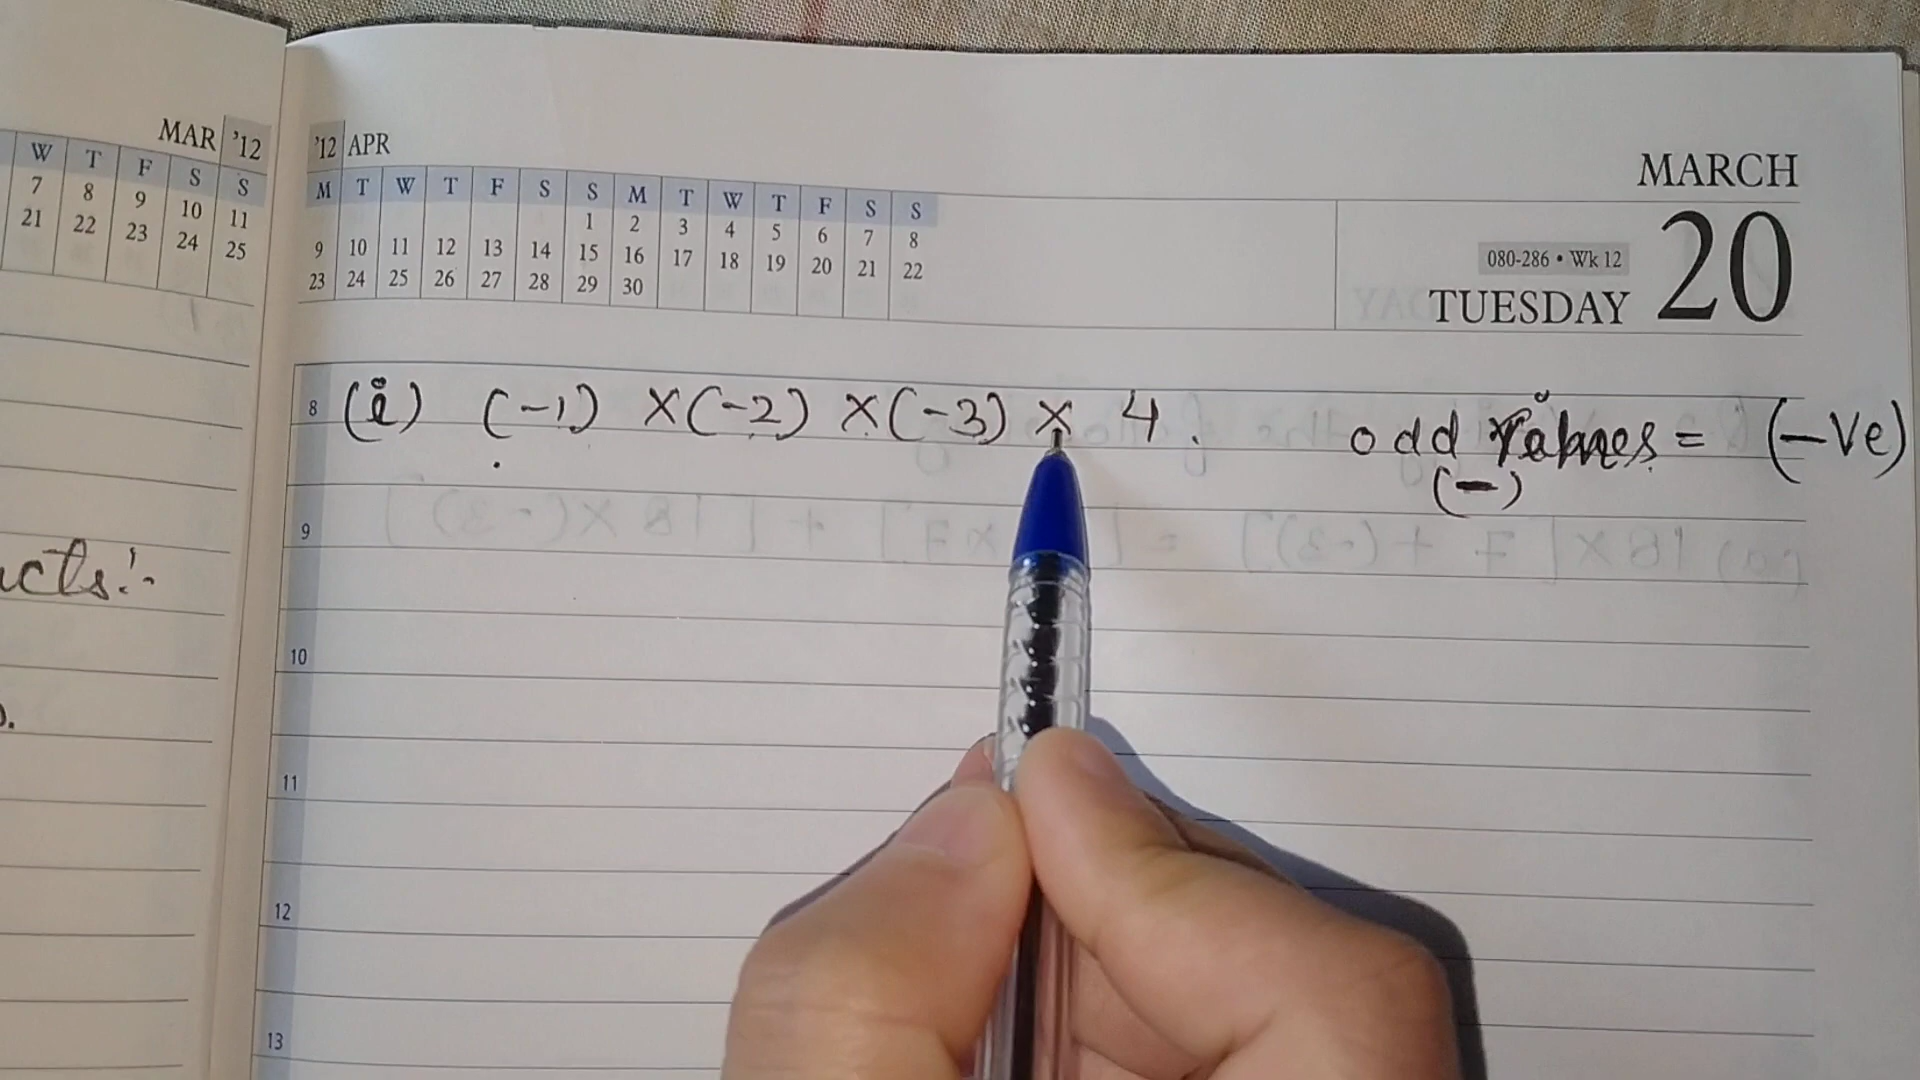 MAR '12
W T F S S
7 8 9 10 11
21 22 23 24 25
'12 APR
M T W T F S S M T W T F S S
1 2 3 4 5 6 7 8
9 10 11 12 13 14 15 16 17 18 19 20 21 22
23 24 25 26 27 28 29 30
MARCH
20
080-286 • Wk 12
TUESDAY
8 (i) (-1) ×(-2) ×(-3) × 4 . odd = (-ve)
(-)
9
10
11
12
13